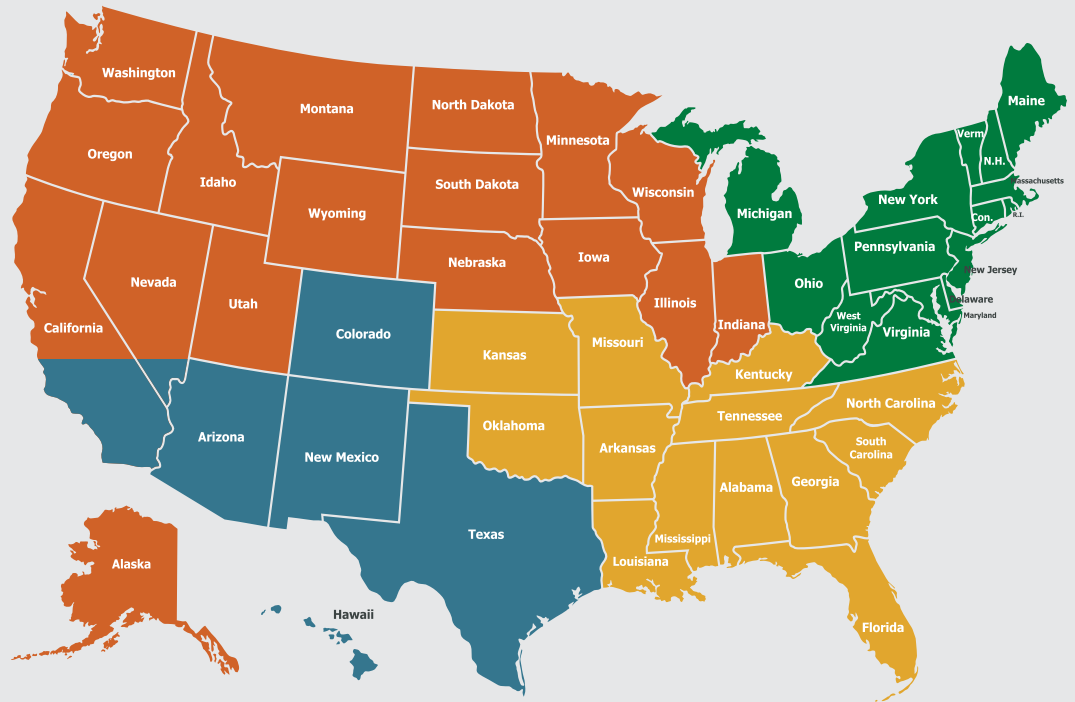 Washington
Montana
North Dakota
Minnesota
Maine
Verm
N.H.
Oregon
Idaho
South Dakota
Wisconsin
Michigan
New York
Massachusetts
Con.
R.I.
Wyoming
Nebraska
Iowa
Pennsylvania
New Jersey
Nevada
Utah
Illinois
Indiana
Ohio
Delaware
Maryland
California
Colorado
Kansas
Missouri
West
Virginia
Virginia
Kentucky
Arizona
New Mexico
Oklahoma
Arkansas
Tennessee
North Carolina
South
Carolina
Texas
Mississippi
Alabama
Georgia
Louisiana
Alaska
Hawaii
Florida